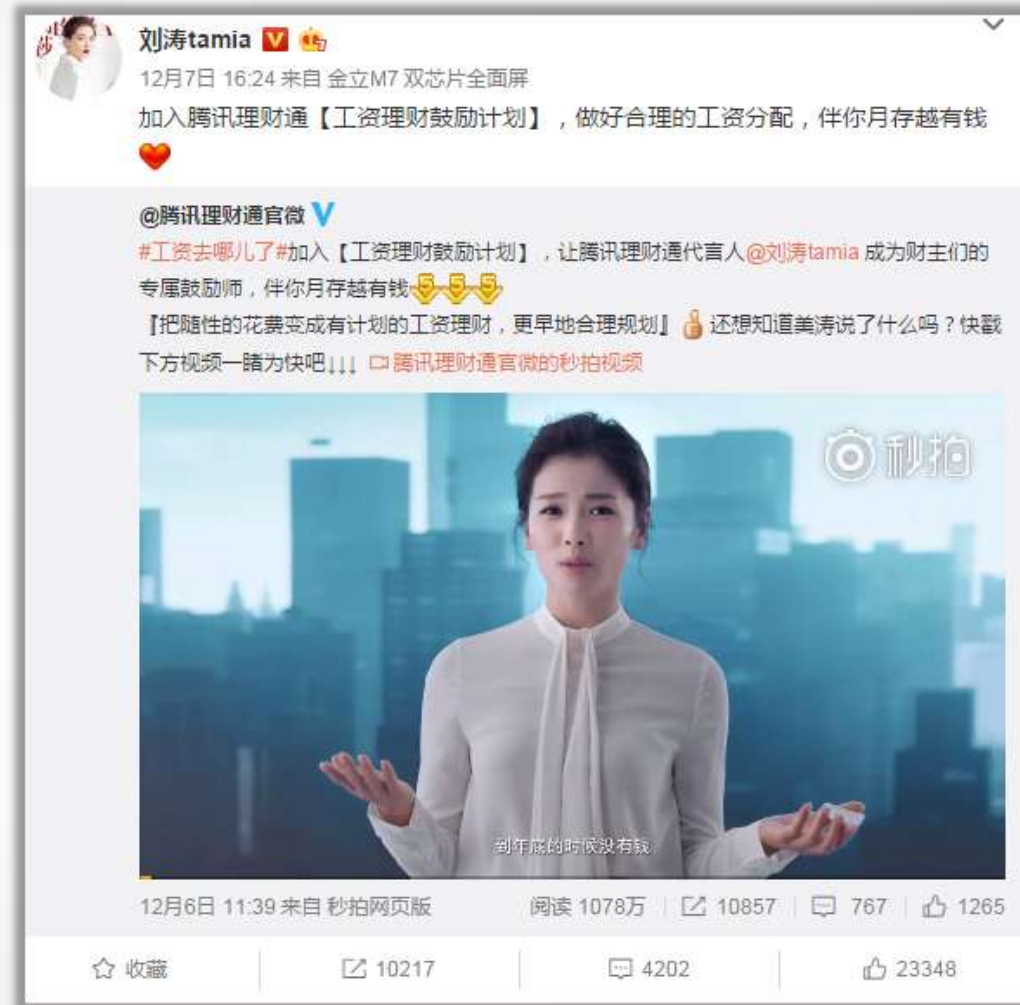 莎
刘涛tamia
12月7日 16:24 来自 金立M7 双芯片全面屏
加入腾讯理财通【工资理财鼓励计划】，做好合理的工资分配，伴你月存越有钱
@腾讯理财通官微
#工资去哪儿了#加入【工资理财鼓励计划】，让腾讯理财通代言人@刘涛tamia 成为财主们的
专属鼓励师，伴你月存越有钱
『把随性的花费变成有计划的工资理财，更早地合理规划』 还想知道美涛说了什么吗？快戳
下方视频一睹为快吧↓↓↓ 腾讯理财通官微的秒拍视频
秒拍
到年底的时候没有钱
12月6日 11:39 来自 秒拍网页版 阅读 1078万 10857 767 1265
收藏 10217 4202 23348